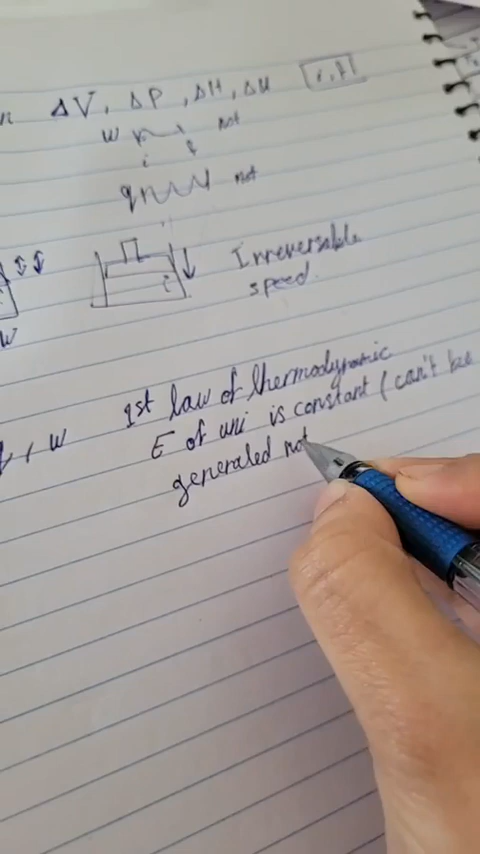 ΔV, ΔP, ΔH, ΔU
W not
i f
q not
Irreversable
speed
W
1st law of thermodynamic
W E of uni is constant (can't be
generated not